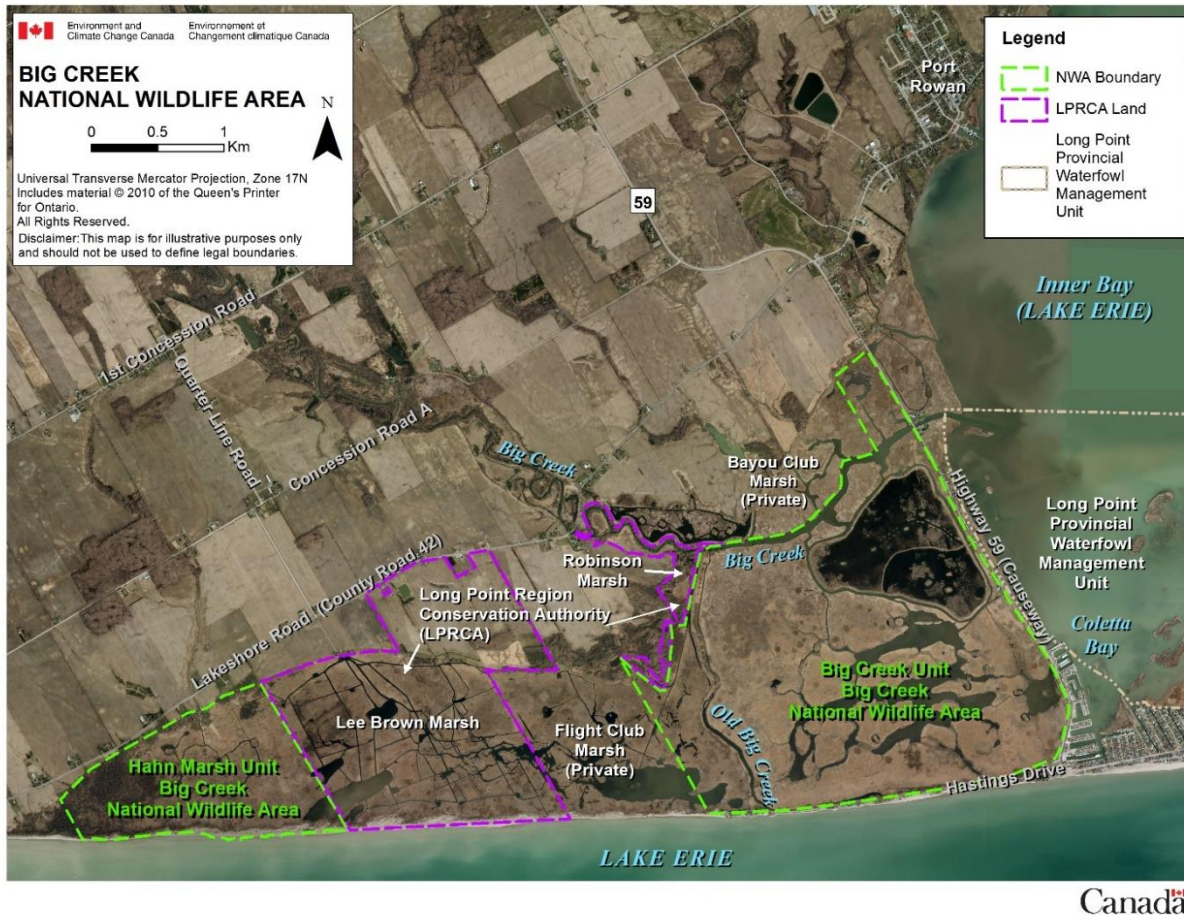 Environment and
Climate Change Canada
Environnement et
Changement climatique Canada
BIG CREEK
NATIONAL WILDLIFE AREA
N
0 0.5 1
Km
Universal Transverse Mercator Projection, Zone 17N
Includes material © 2010 of the Queen's Printer
for Ontario.
All Rights Reserved.
Disclaimer:This map is for illustrative purposes only
and should not be used to define legal boundaries.
Legend
NWA Boundary
LPRCA Land
Long Point
Provincial
Waterfowl
Management
Unit
Port
Rowan
59
Inner Bay
(LAKE ERIE)
1st Concession Road
Quarter Line Road
Concession Road A
Big Creek
Bayou Club
Marsh
(Private)
Highway 59 (Causeway)
Long Point
Provincial
Waterfowl
Management
Unit
Lakeshore Road (County Road 42)
Robinson
Marsh
Big Creek
Long Point Region
Conservation Authority
(LPRCA)
Coletta
Bay
Big Creek Unit
Big Creek
National Wildlife Area
Lee Brown Marsh
Flight Club
Marsh
(Private)
Old Big Creek
Hahn Marsh Unit
Big Creek
National Wildlife Area
Hastings Drive
LAKE ERIE
Canada